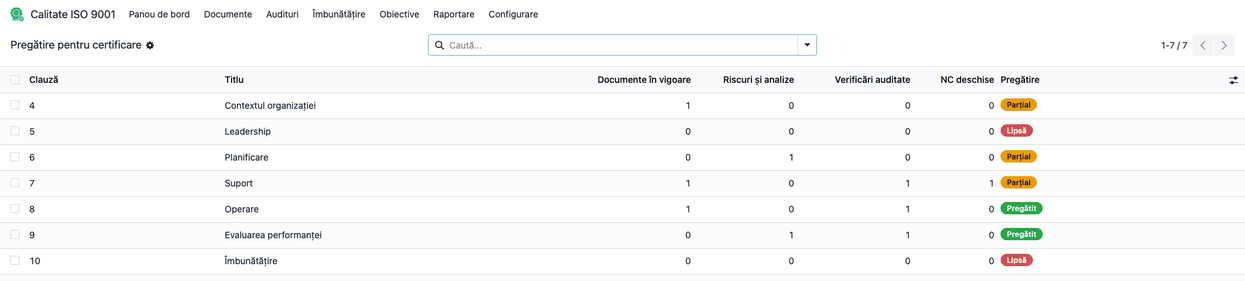 Calitate ISO 9001 Panou de bord Documente Audituri Îmbunătățire Obiective Raportare Configurare
Pregătire pentru certificare Caută... 1-7 / 7
Clauză Titlu Documente în vigoare Riscuri și analize Verificări auditate NC deschise Pregătire
4 Contextul organizației 1 0 0 0 Parțial
5 Leadership 0 0 0 0 Lipsă
6 Planificare 0 1 0 0 Parțial
7 Suport 1 0 1 1 Parțial
8 Operare 1 0 1 0 Pregătit
9 Evaluarea performanței 0 1 1 0 Pregătit
10 Îmbunătățire 0 0 0 0 Lipsă